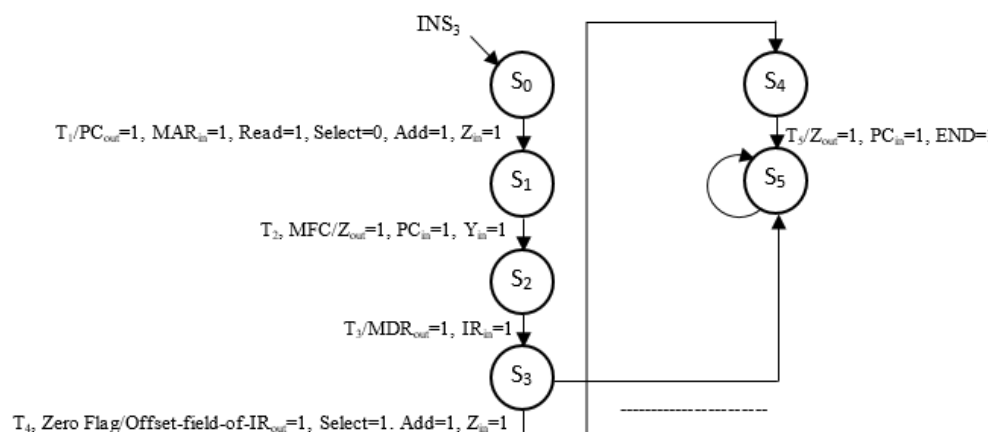 INS₃
S₀
T₁/PCₒᵤₜ=1, MARᵢₙ=1, Read=1, Select=0, Add=1, Zᵢₙ=1
S₁
T₂, MFC/Zₒᵤₜ=1, PCᵢₙ=1, Yᵢₙ=1
S₂
T₃/MDRₒᵤₜ=1, IRᵢₙ=1
S₃
T₄, Zero Flag/Offset-field-of-IRₒᵤₜ=1, Select=1. Add=1, Zᵢₙ=1
S₄
T₅/Zₒᵤₜ=1, PCᵢₙ=1, END=
S₅